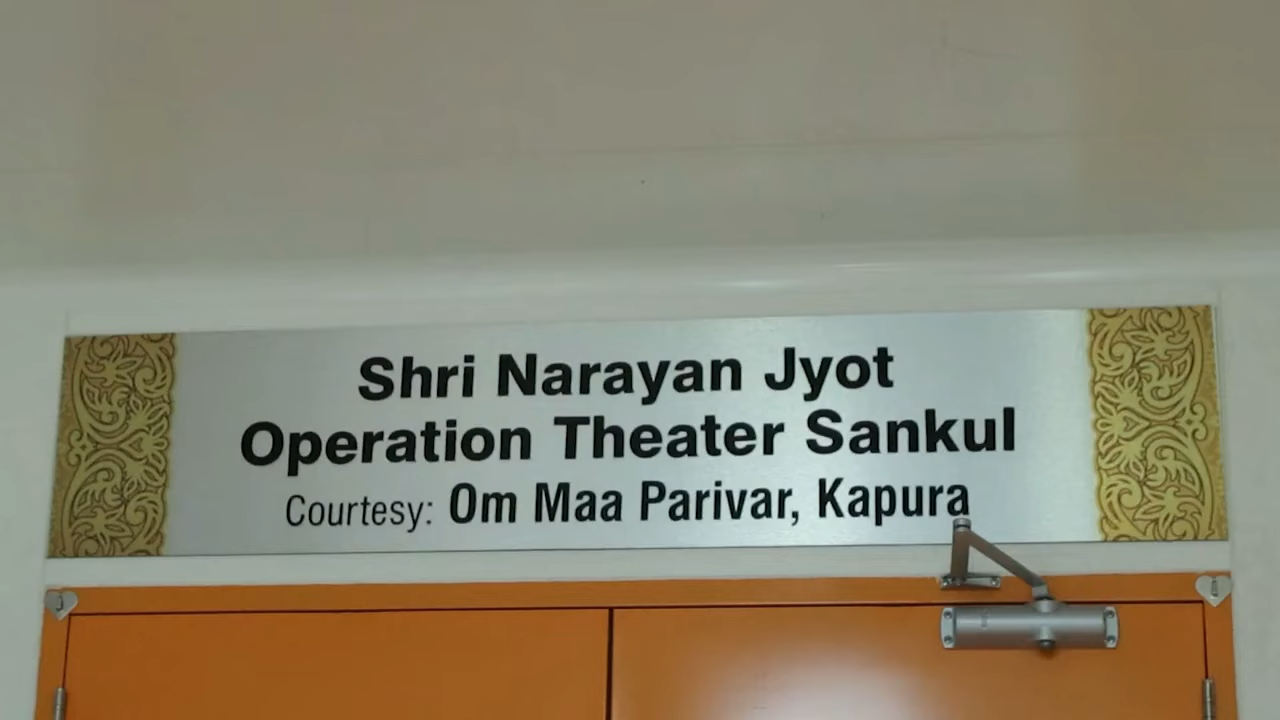 Shri Narayan Jyot
Operation Theater Sankul
Courtesy: Om Maa Parivar, Kapura